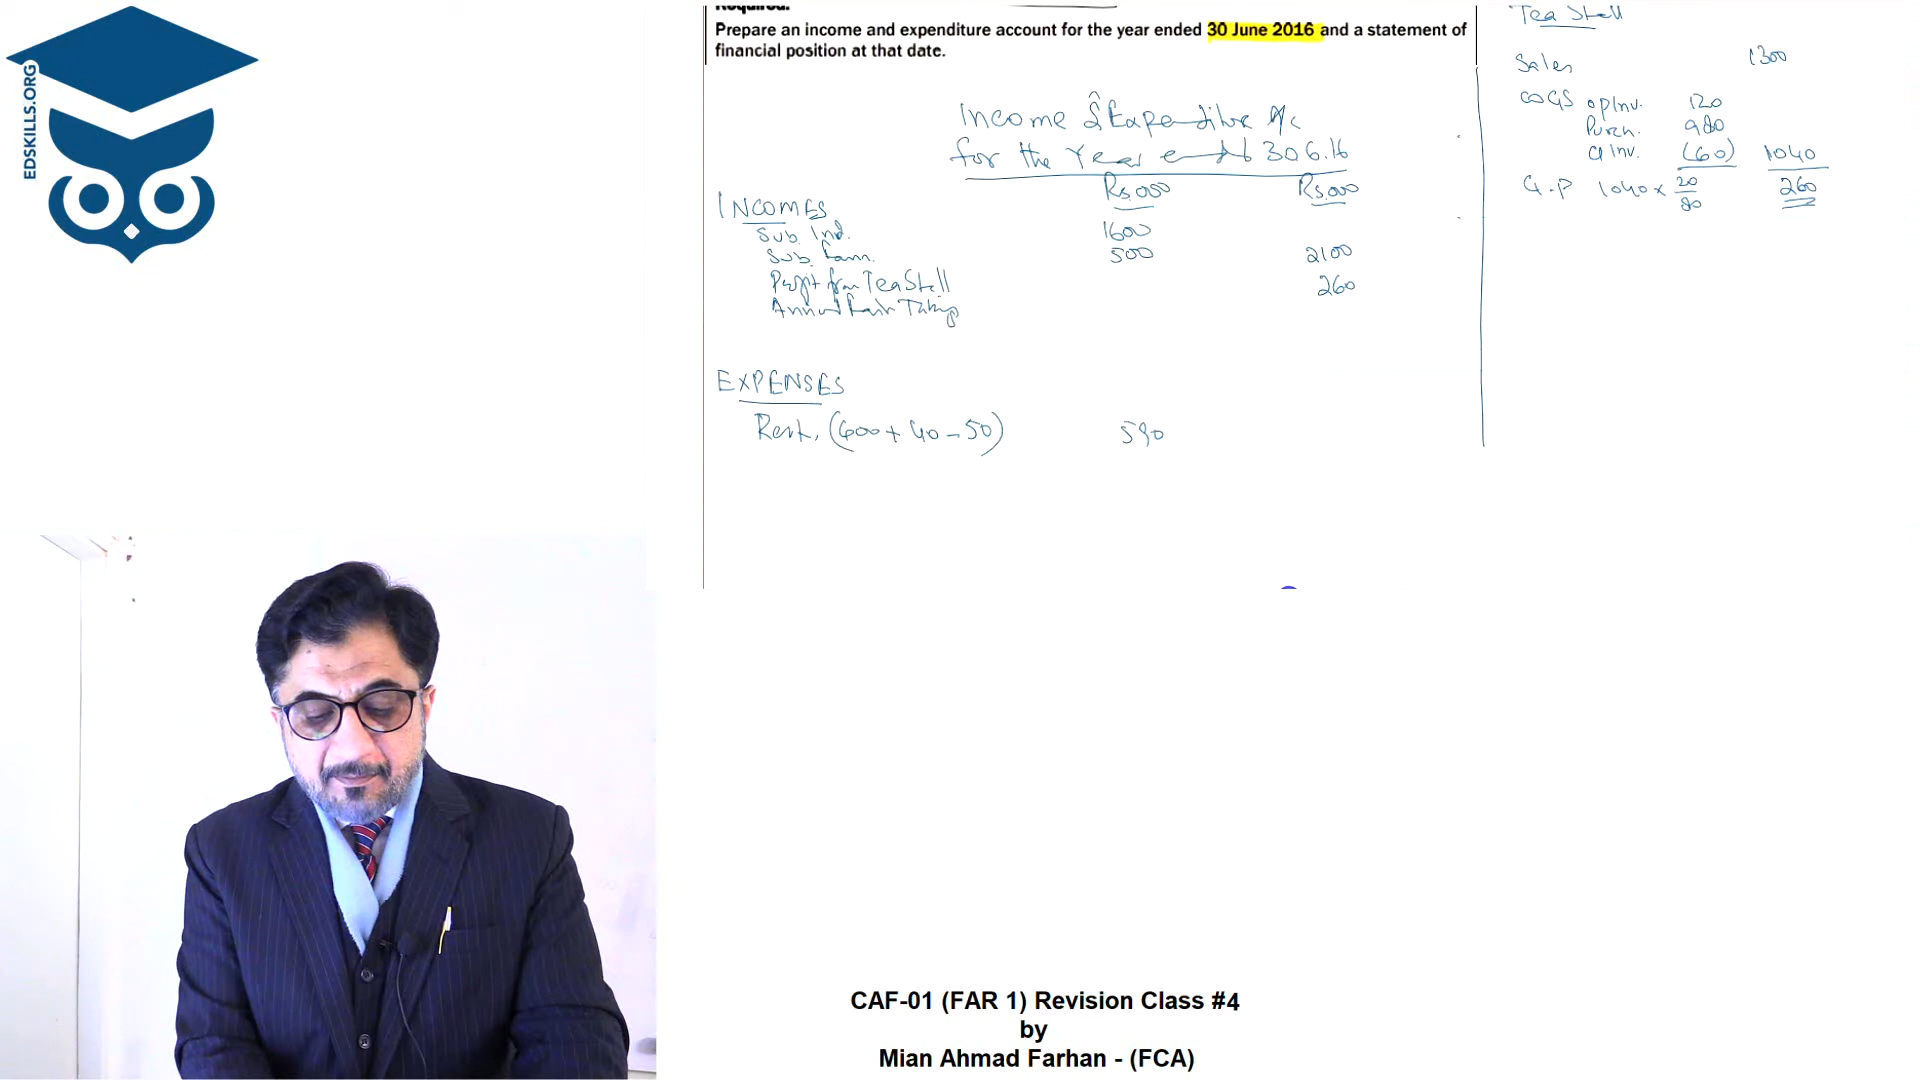 EDSKILLS.ORG
Required:
Prepare an income and expenditure account for the year ended 30 June 2016 and a statement of
financial position at that date.
Income & Expenditure A/c
for the Year ended 30.6.16
Rs.000 Rs.000
INCOMES
Sub. Ind. 1600
Sub. Fam. 500 2100
Profit from Tea Stall 260
Annual Fair Taking
EXPENSES
Rent. (600 + 40 - 50) 590
Tea Stall
Sales 1300
COGS op Inv. 120
Purch. 980
Cl Inv. (60) 1040
G.P 1040 x 20/80 260
CAF-01 (FAR 1) Revision Class #4
by
Mian Ahmad Farhan - (FCA)